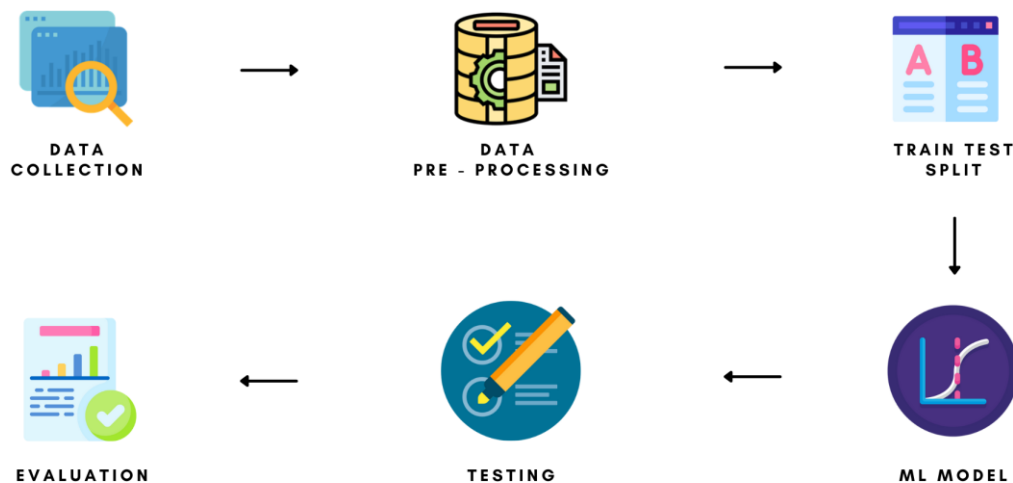 DATA
COLLECTION
DATA
PRE - PROCESSING
TRAIN TEST
SPLIT
A B
ML MODEL
TESTING
EVALUATION